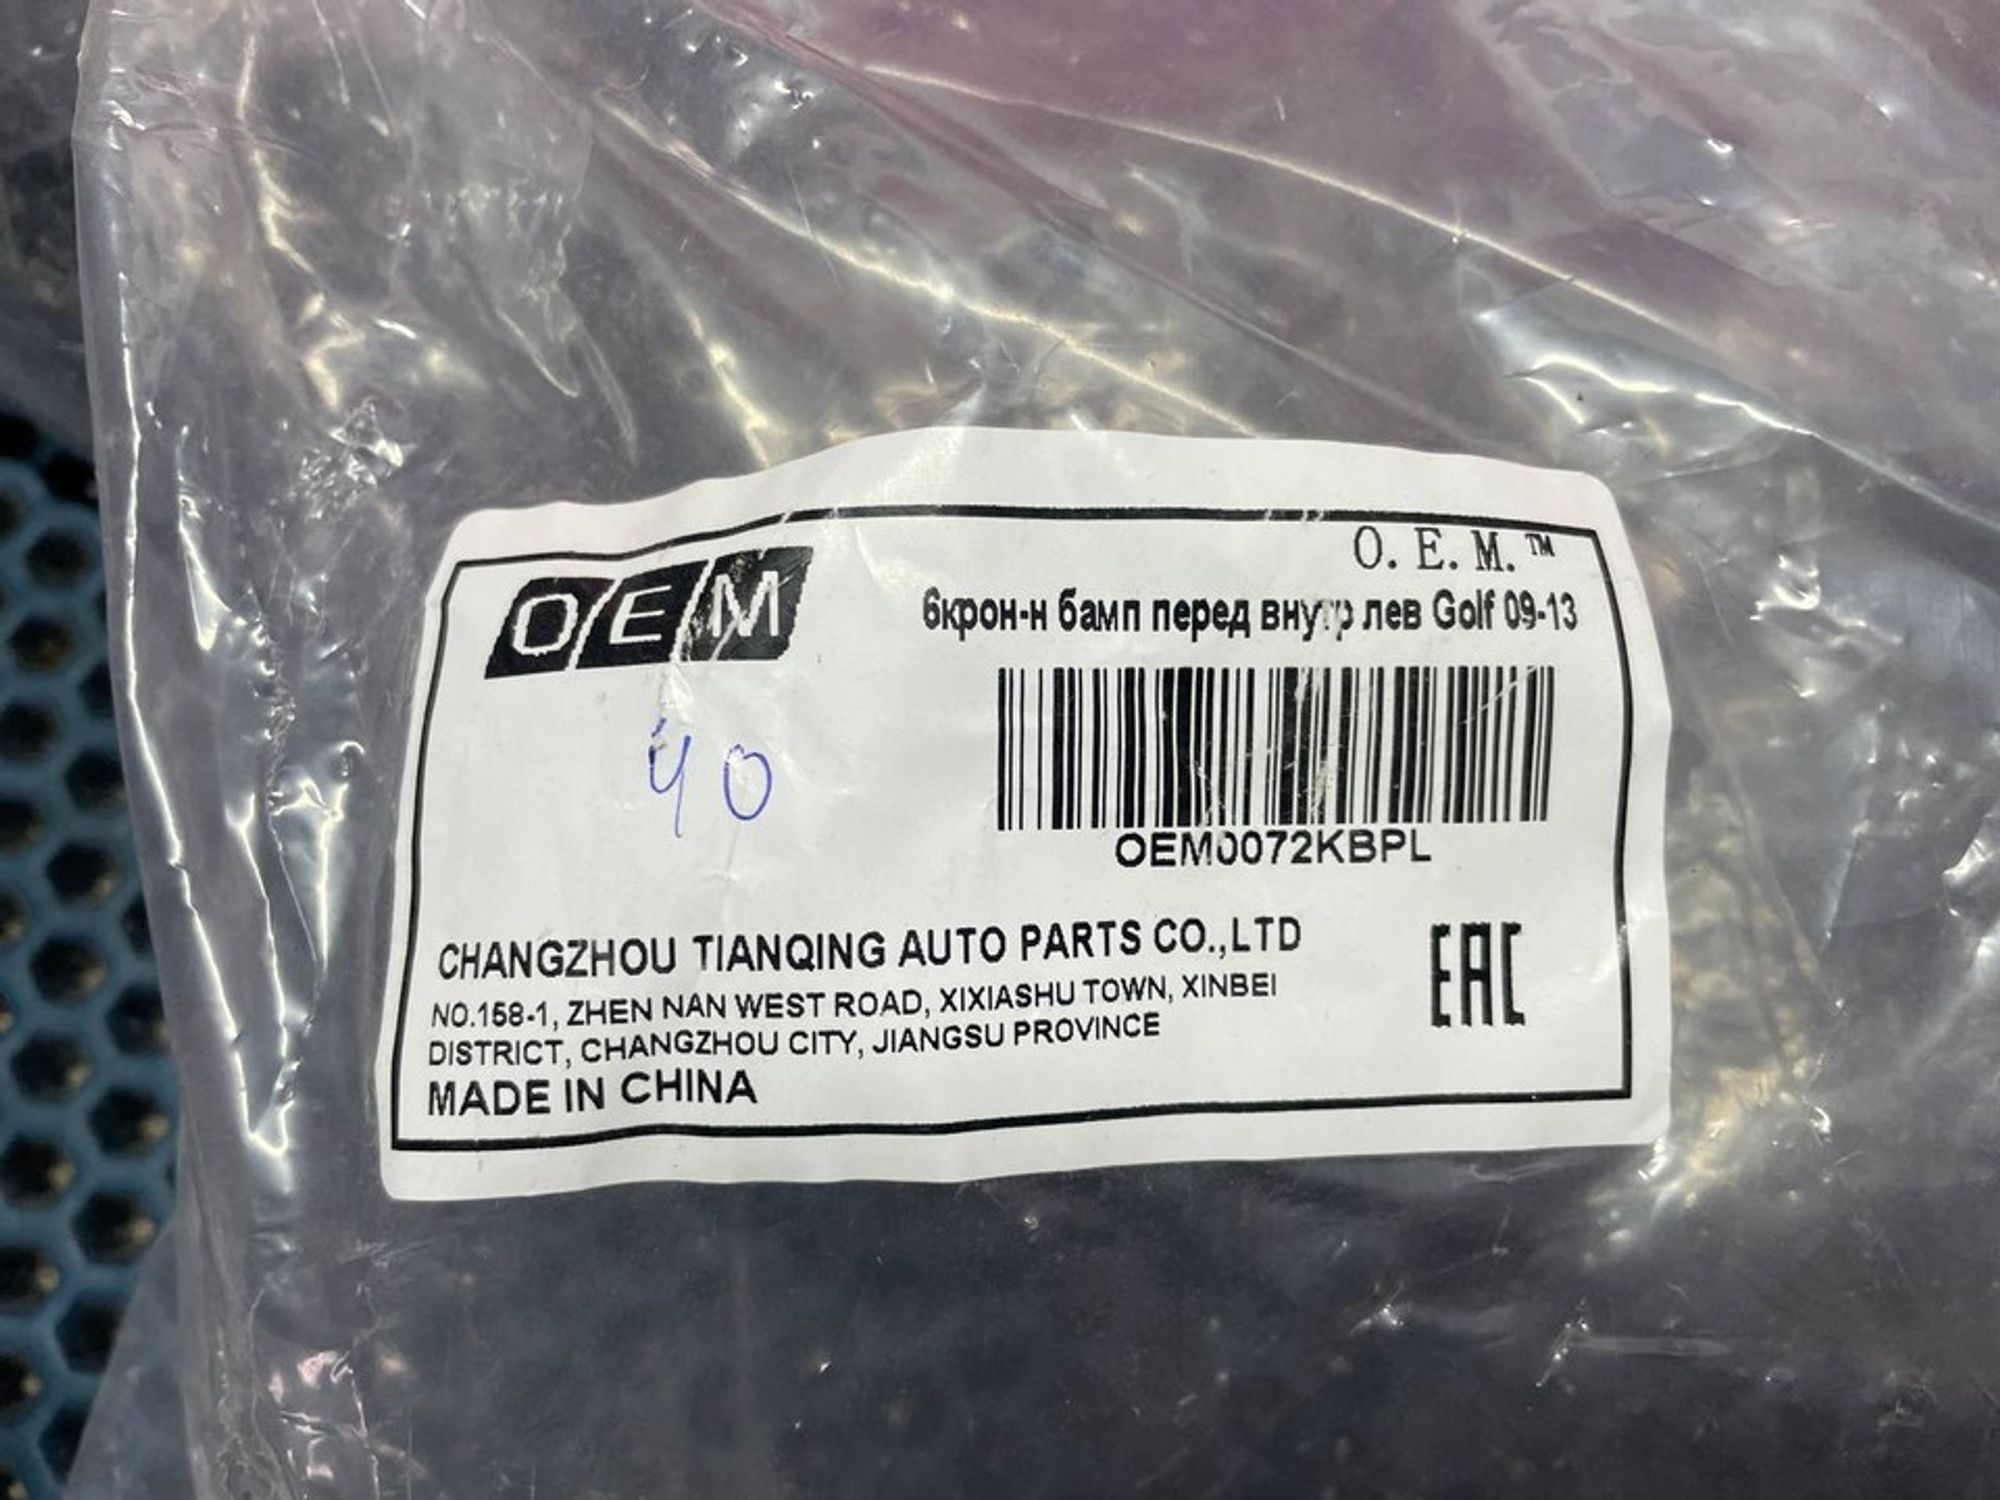 OEM
O. E. M.™
6крон-н бамп перед внутр лев Golf 09-13
40
OEM0072KBPL
CHANGZHOU TIANQING AUTO PARTS CO.,LTD
NO.158-1, ZHEN NAN WEST ROAD, XIXIASHU TOWN, XINBEI
DISTRICT, CHANGZHOU CITY, JIANGSU PROVINCE
MADE IN CHINA
EAC